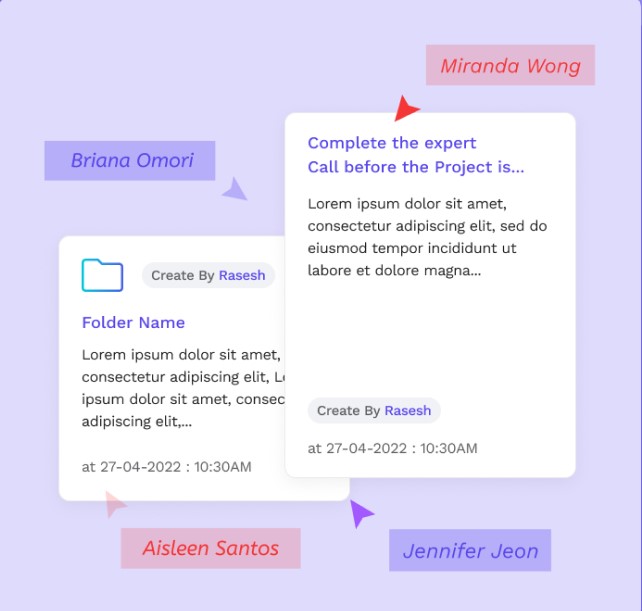 Miranda Wong
Briana Omori
Complete the expert
Call before the Project is...
Lorem ipsum dolor sit amet,
consectetur adipiscing elit, sed do
eiusmod tempor incididunt ut
labore et dolore magna...
Create By Rasesh
at 27-04-2022 : 10:30AM
Create By Rasesh
Folder Name
Lorem ipsum dolor sit amet,
consectetur adipiscing elit,
ipsum dolor sit amet,
adipiscing elit,...
at 27-04-2022 : 10:30AM
Aisleen Santos
Jennifer Jeon